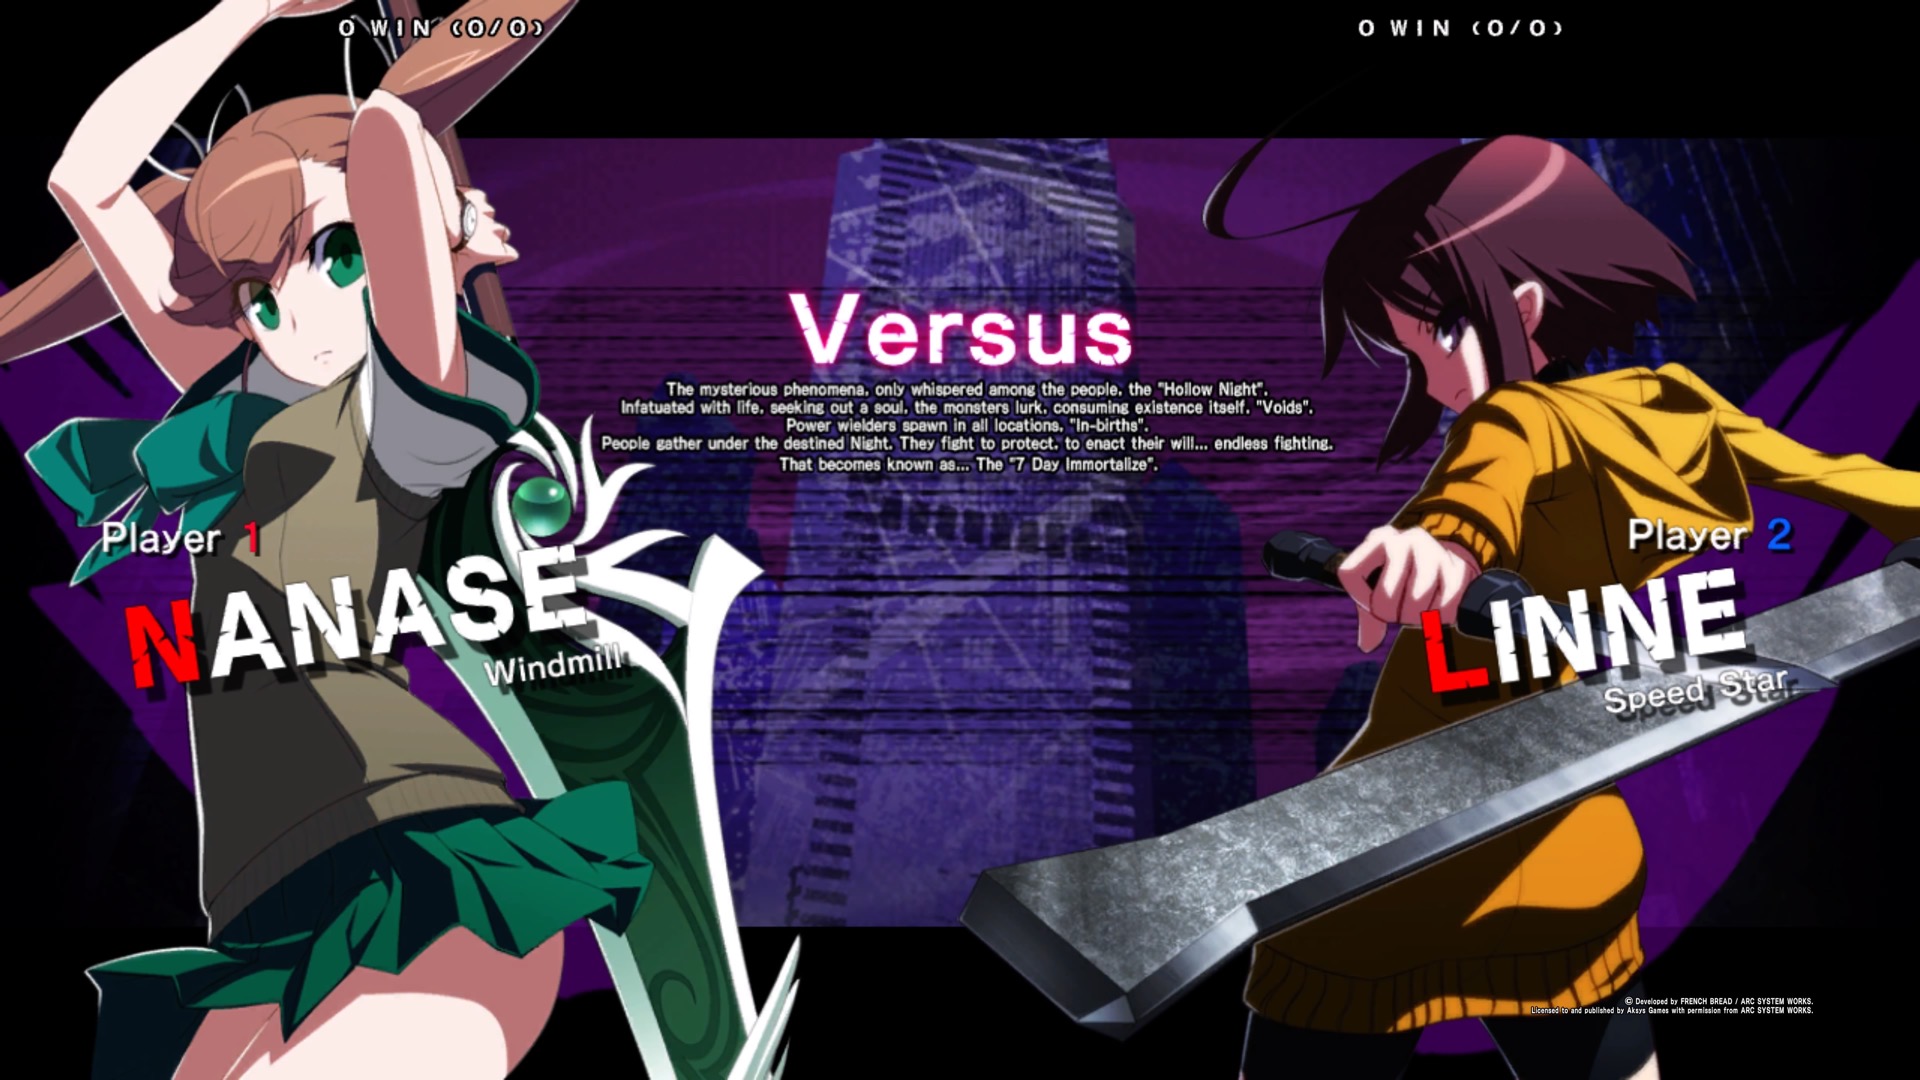 0 WIN (0/0)
0 WIN (0/0)
Versus
The mysterious phenomena, only whispered among the people, the "Hollow Night".
Infatuated with life, seeking out a soul, the monsters lurk, consuming existence itself, "Voids".
Power wielders spawn in all locations, "In-births".
People gather under the destined Night. They fight to protect, to enact their will... endless fighting.
That becomes known as... The "7 Day Immortalize".
Player 1
NANASE
Windmill
Player 2
LINNE
Speed Star
© Developed by FRENCH BREAD / ARC SYSTEM WORKS.
Licensed to and published by Aksys Games with permission from ARC SYSTEM WORKS.